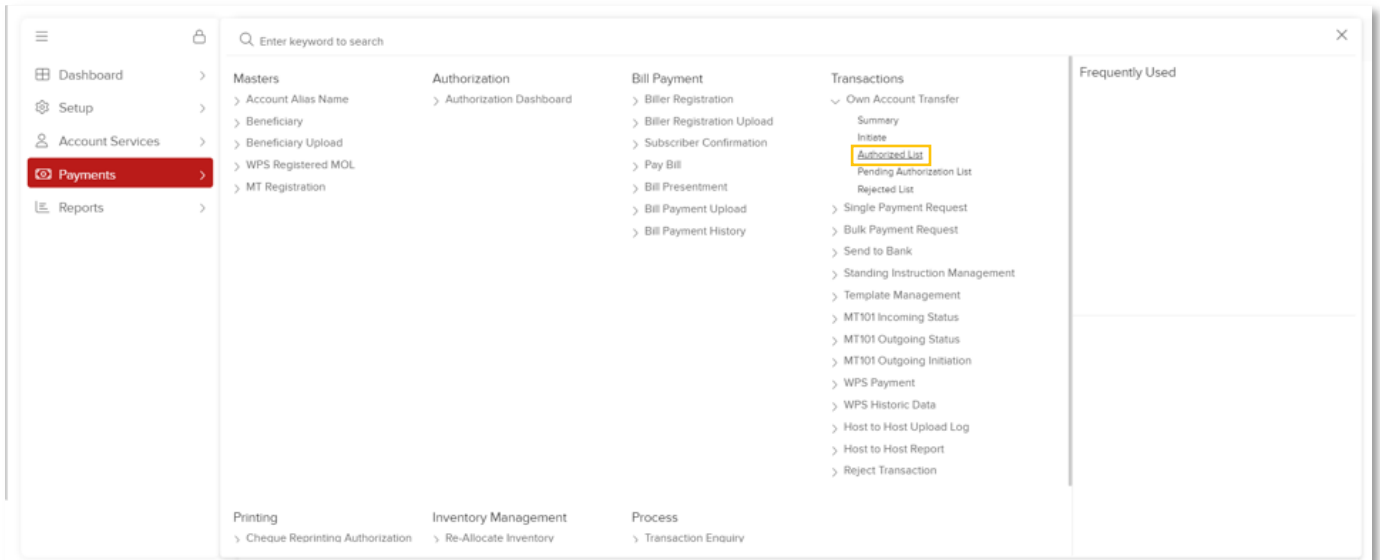 Enter keyword to search
Dashboard
Setup
Account Services
Payments
Reports
Masters
Account Alias Name
Beneficiary
Beneficiary Upload
WPS Registered MOL
MT Registration
Authorization
Authorization Dashboard
Bill Payment
Biller Registration
Biller Registration Upload
Subscriber Confirmation
Pay Bill
Bill Presentment
Bill Payment Upload
Bill Payment History
Transactions
Own Account Transfer
Summary
Initiate
Authorized List
Pending Authorization List
Rejected List
Single Payment Request
Bulk Payment Request
Send to Bank
Standing Instruction Management
Template Management
MT101 Incoming Status
MT101 Outgoing Status
MT101 Outgoing Initiation
WPS Payment
WPS Historic Data
Host to Host Upload Log
Host to Host Report
Reject Transaction
Frequently Used
Printing
Cheque Reprinting Authorization
Inventory Management
Re-Allocate Inventory
Process
Transaction Enquiry